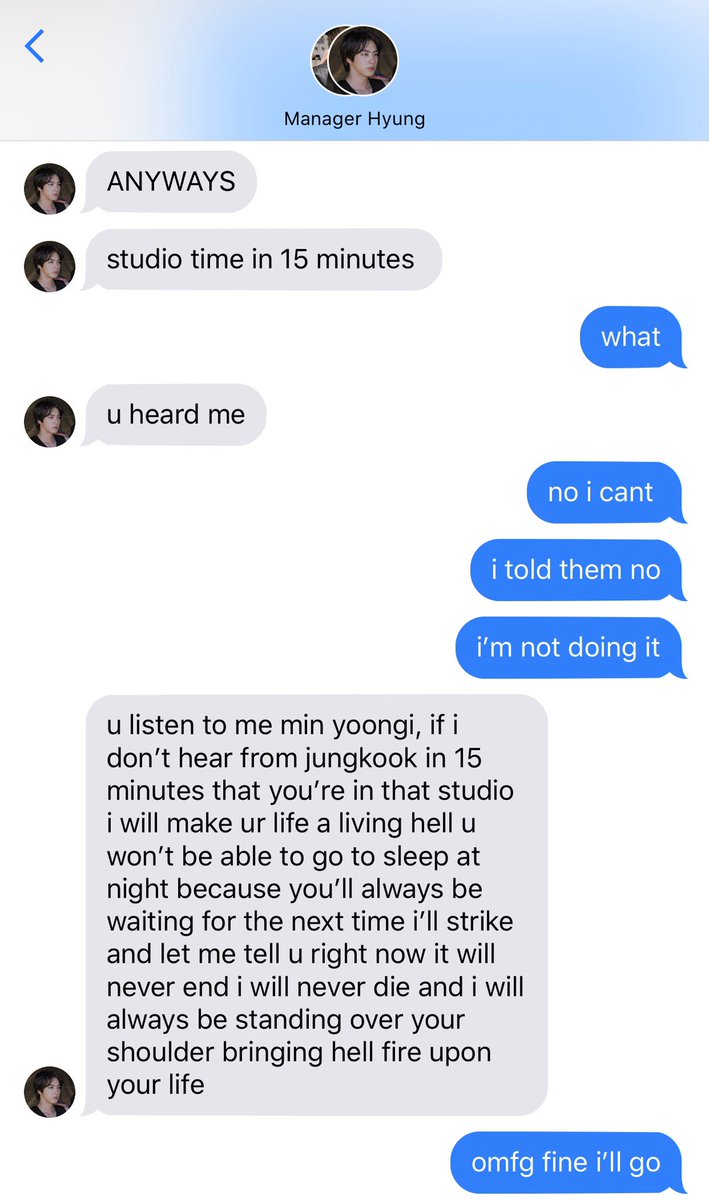 Manager Hyung
ANYWAYS
studio time in 15 minutes
what
u heard me
no i cant
i told them no
i’m not doing it
u listen to me min yoongi, if i
don’t hear from jungkook in 15
minutes that you’re in that studio
i will make ur life a living hell u
won’t be able to go to sleep at
night because you’ll always be
waiting for the next time i’ll strike
and let me tell u right now it will
never end i will never die and i will
always be standing over your
shoulder bringing hell fire upon
your life
omfg fine i’ll go